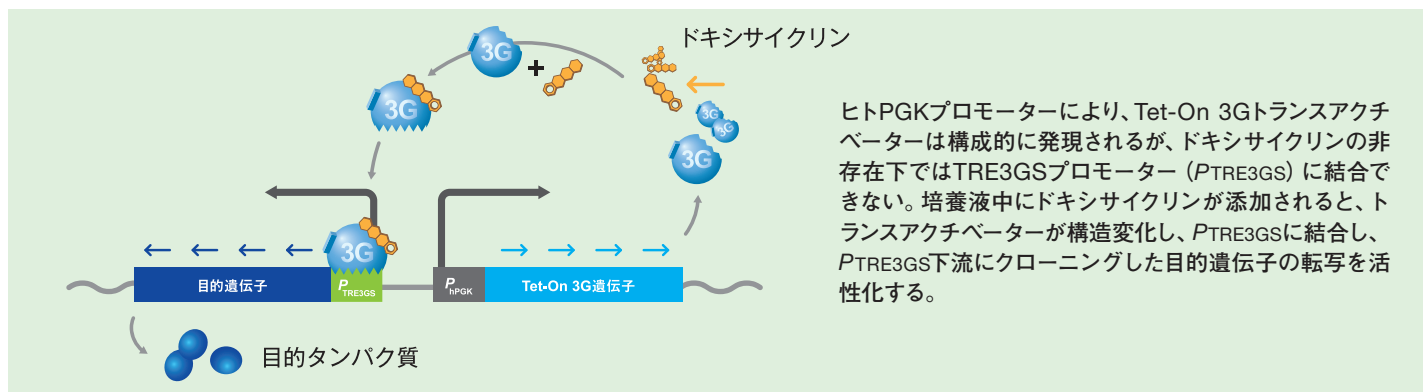 ドキシサイクリン
3G
+
3G
3G
3G
3G
3G
目的遺伝子
PTRE3GS
PhPGK
Tet-On 3G遺伝子
目的タンパク質
ヒトPGKプロモーターにより、Tet-On 3Gトランスアクチ
ベーターは構成的に発現されるが、ドキシサイクリンの非
存在下ではTRE3GSプロモーター（PTRE3GS）に結合で
きない。培養液中にドキシサイクリンが添加されると、ト
ランスアクチベーターが構造変化し、PTRE3GSに結合し、
PTRE3GS下流にクローニングした目的遺伝子の転写を活
性化する。